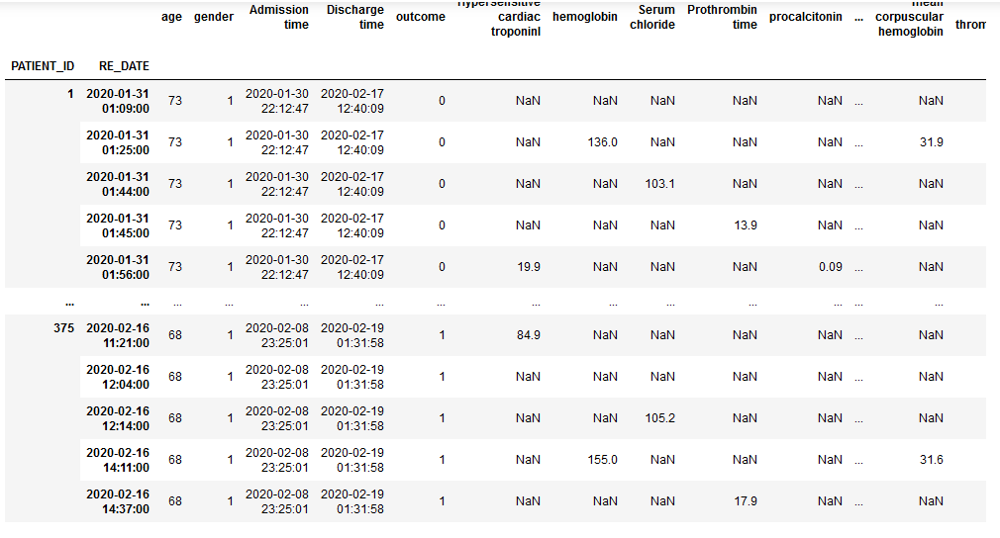 Hypersensitive mean
Admission Discharge Serum Prothrombin
age gender outcome cardiac hemoglobin procalcitonin ... corpuscular
time time chloride time throm
troponinI hemoglobin
PATIENT_ID RE_DATE
1 2020-01-31 01:09:00 73 1 2020-01-30 22:12:47 2020-02-17 12:40:09 0 NaN NaN NaN NaN NaN ... NaN
2020-01-31 01:25:00 73 1 2020-01-30 22:12:47 2020-02-17 12:40:09 0 NaN 136.0 NaN NaN NaN ... 31.9
2020-01-31 01:44:00 73 1 2020-01-30 22:12:47 2020-02-17 12:40:09 0 NaN NaN 103.1 NaN NaN ... NaN
2020-01-31 01:45:00 73 1 2020-01-30 22:12:47 2020-02-17 12:40:09 0 NaN NaN NaN 13.9 NaN ... NaN
2020-01-31 01:56:00 73 1 2020-01-30 22:12:47 2020-02-17 12:40:09 0 19.9 NaN NaN NaN 0.09 ... NaN
... ... ... ... ... ... ... ... ... ... ... ... ... ...
375 2020-02-16 11:21:00 68 1 2020-02-08 23:25:01 2020-02-19 01:31:58 1 84.9 NaN NaN NaN NaN ... NaN
2020-02-16 12:04:00 68 1 2020-02-08 23:25:01 2020-02-19 01:31:58 1 NaN NaN NaN NaN NaN ... NaN
2020-02-16 12:14:00 68 1 2020-02-08 23:25:01 2020-02-19 01:31:58 1 NaN NaN 105.2 NaN NaN ... NaN
2020-02-16 14:11:00 68 1 2020-02-08 23:25:01 2020-02-19 01:31:58 1 NaN 155.0 NaN NaN NaN ... 31.6
2020-02-16 14:37:00 68 1 2020-02-08 23:25:01 2020-02-19 01:31:58 1 NaN NaN NaN 17.9 NaN ... NaN